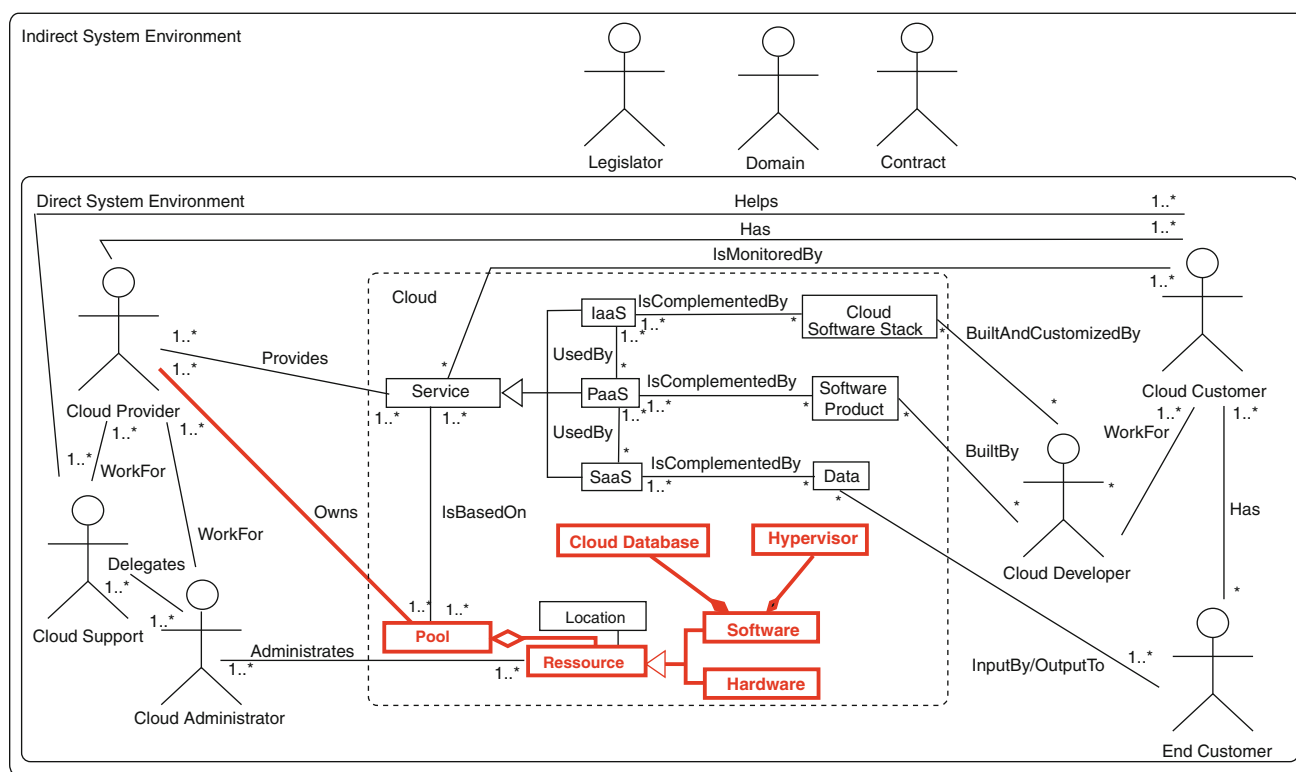 Indirect System Environment
Legislator
Domain
Contract
Direct System Environment
Helps
1..*
Has
1..*
IsMonitoredBy
1..*
Cloud
IaaS
IsComplementedBy
1..*
*
Cloud
Software Stack
*
BuiltAndCustomizedBy
*
1..*
UsedBy
*
1..*
Provides
1..*
*
Service
1..*
1..*
PaaS
IsComplementedBy
1..*
1..*
*
Software
Product
*
BuiltBy
*
Cloud Provider
1..*
1..*
Cloud Customer
1..*
1..*
WorkFor
*
UsedBy
*
SaaS
IsComplementedBy
1..*
*
Data
*
1..*
WorkFor
WorkFor
Owns
IsBasedOn
Has
Cloud Database
Hypervisor
Cloud Developer
Delegates
1..*
1..*
Cloud Support
1..*
1..*
Pool
Location
Software
*
Administrates
1..*
1..*
Ressource
Hardware
InputBy/OutputTo
1..*
Cloud Administrator
End Customer